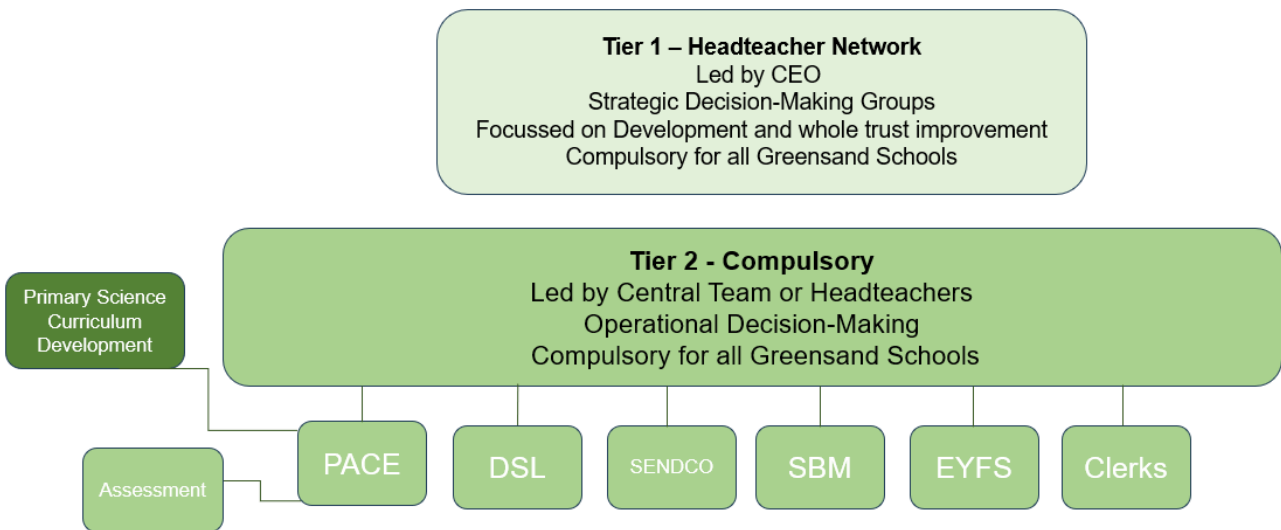 Tier 1 – Headteacher Network
Led by CEO
Strategic Decision-Making Groups
Focussed on Development and whole trust improvement
Compulsory for all Greensand Schools
Tier 2 - Compulsory
Led by Central Team or Headteachers
Operational Decision-Making
Compulsory for all Greensand Schools
Primary Science
Curriculum
Development
PACE
DSL
SENDCO
SBM
EYFS
Clerks
Assessment